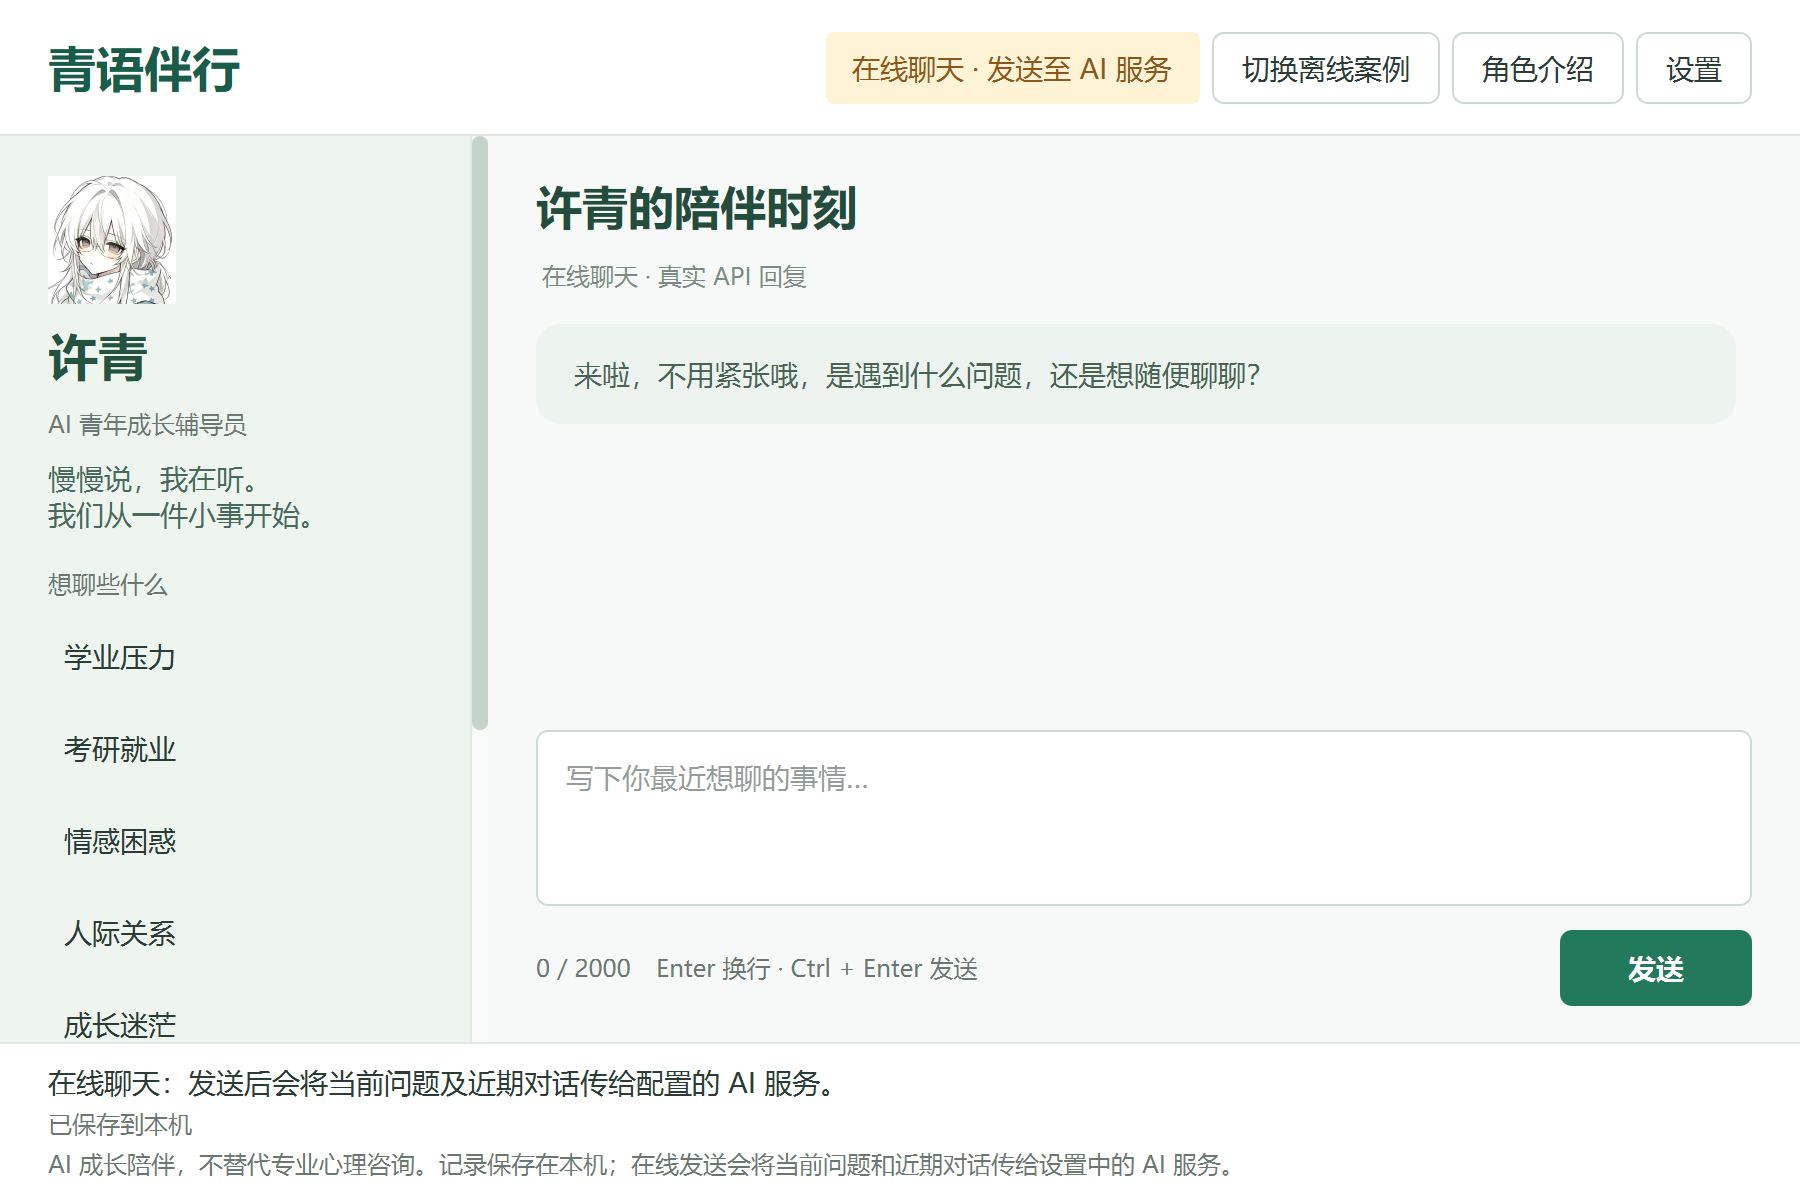 青语伴行
在线聊天 · 发送至 AI 服务
切换离线案例
角色介绍
设置
许青
AI 青年成长辅导员
慢慢说，我在听。
我们从一件小事开始。
想聊些什么
学业压力
考研就业
情感困惑
人际关系
成长迷茫
许青的陪伴时刻
在线聊天 · 真实 API 回复
来啦，不用紧张哦，是遇到什么问题，还是想随便聊聊？
写下你最近想聊的事情...
0 / 2000 Enter 换行 · Ctrl + Enter 发送
发送
在线聊天：发送后会将当前问题及近期对话传给配置的 AI 服务。
已保存到本机
AI 成长陪伴，不替代专业心理咨询。记录保存在本机；在线发送会将当前问题和近期对话传给设置中的 AI 服务。